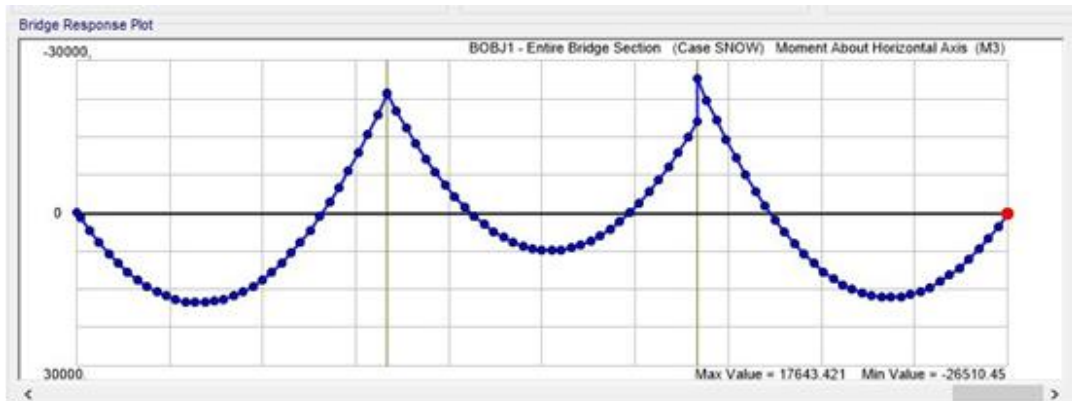 Bridge Response Plot
-30000,
BOBJ1 - Entire Bridge Section   (Case SNOW)   Moment About Horizontal Axis  (M3)
0
30000.
Max Value = 17643.421    Min Value = -26510.45